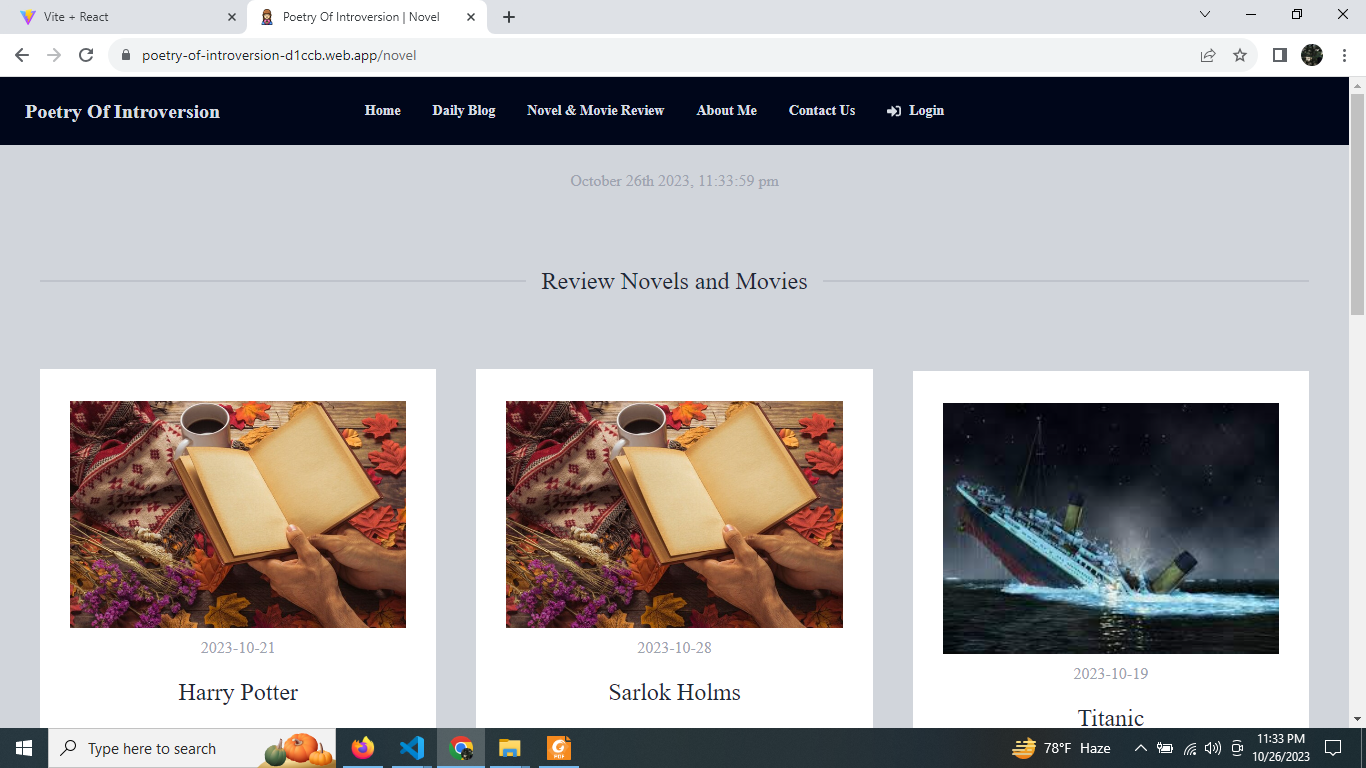 Vite + React
Poetry Of Introversion | Novel
poetry-of-introversion-d1ccb.web.app/novel
Poetry Of Introversion
Home
Daily Blog
Novel & Movie Review
About Me
Contact Us
Login
October 26th 2023, 11:33:59 pm
Review Novels and Movies
2023-10-21
Harry Potter
2023-10-28
Sarlok Holms
2023-10-19
Titanic
Type here to search
PDF
78°F Haze
11:33 PM
10/26/2023